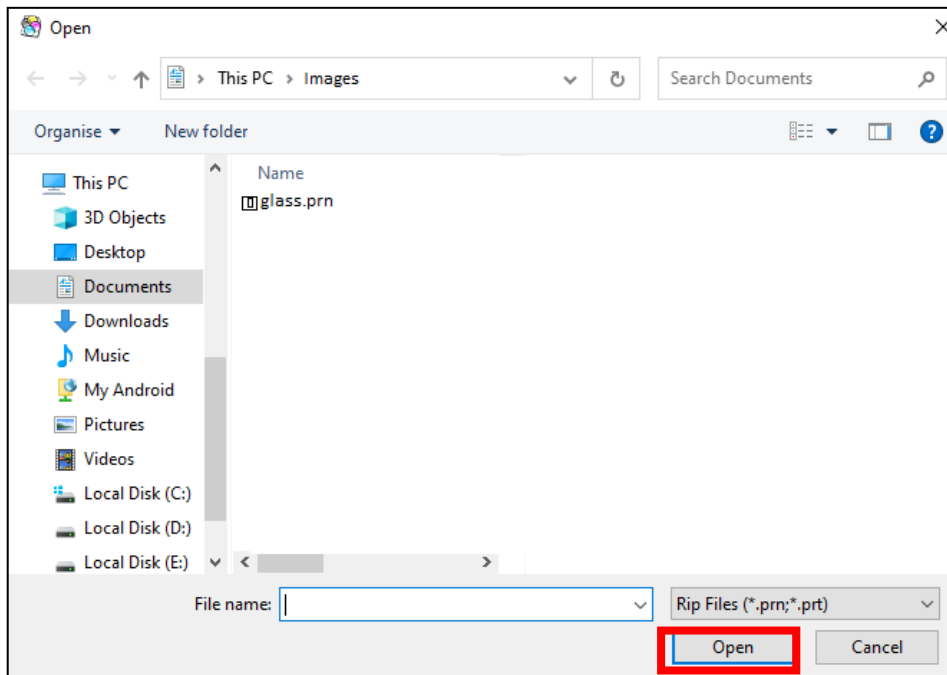 Open
This PC > Images
Search Documents
Organise
New folder
This PC
3D Objects
Desktop
Documents
Downloads
Music
My Android
Pictures
Videos
Local Disk (C:)
Local Disk (D:)
Local Disk (E:)
Name
glass.prn
File name:
Rip Files (*.prn;*.prt)
Open
Cancel